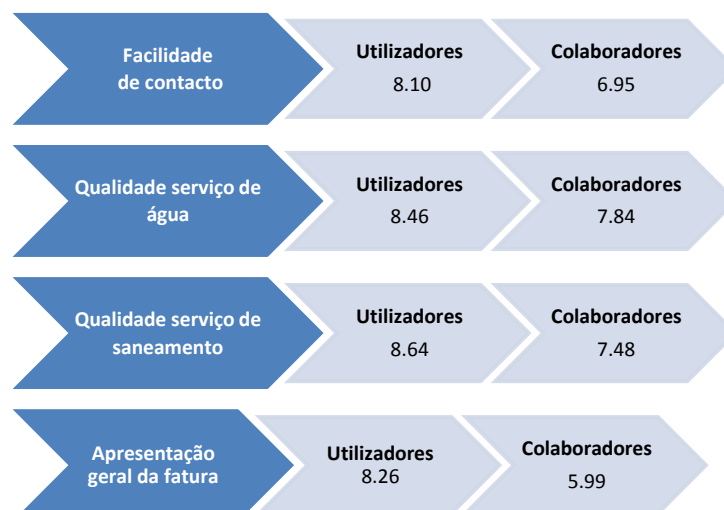 Facilidade
de contacto
Utilizadores
8.10
Colaboradores
6.95
Qualidade serviço de
água
Utilizadores
8.46
Colaboradores
7.84
Qualidade serviço de
saneamento
Utilizadores
8.64
Colaboradores
7.48
Apresentação
geral da fatura
Utilizadores
8.26
Colaboradores
5.99